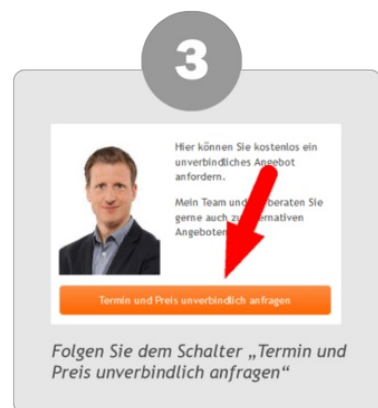 3
Hier können Sie kostenlos ein
unverbindliches Angebot
anfordern.
Mein Team und beraten Sie
gerne auch zu
Angeboten
Termin und Preis unverbindlich anfragen
Folgen Sie dem Schalter „Termin und
Preis unverbindlich anfragen“